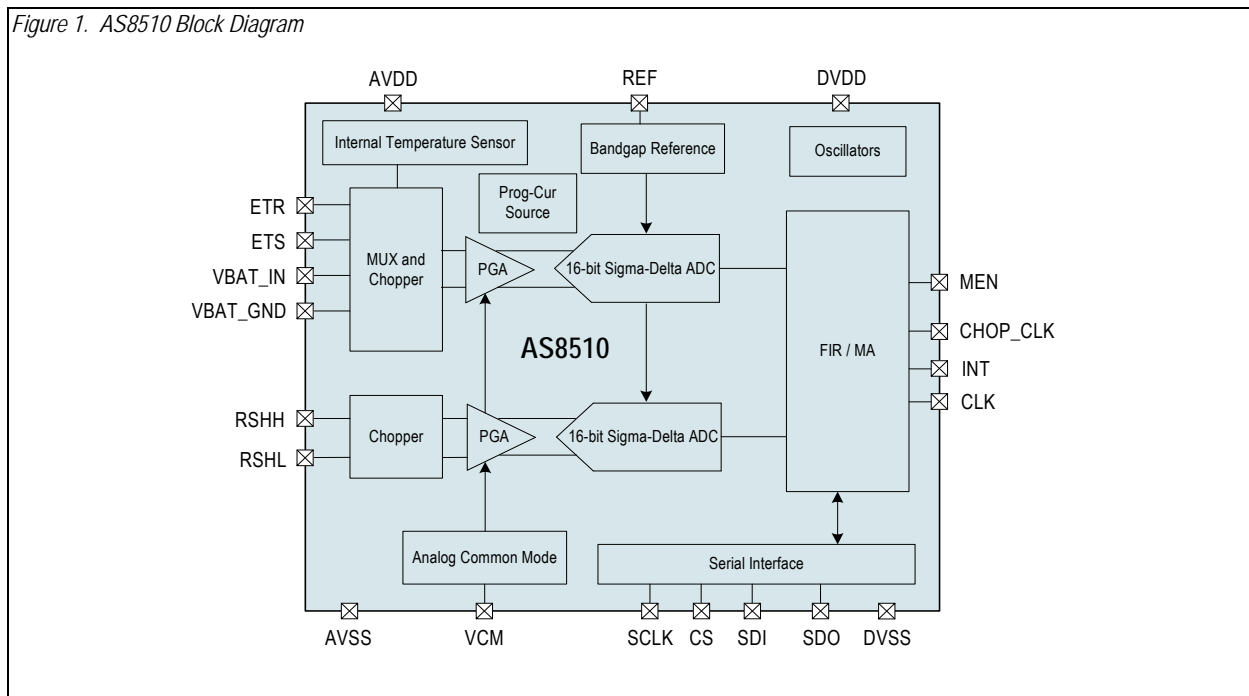 Figure 1. AS8510 Block Diagram
AVDD
REF
DVDD
Internal Temperature Sensor
Bandgap Reference
Oscillators
Prog-Cur
Source
ETR
ETS
VBAT_IN
VBAT_GND
MUX and
Chopper
PGA
16-bit Sigma-Delta ADC
MEN
CHOP_CLK
INT
CLK
FIR / MA
AS8510
RSHH
RSHL
Chopper
PGA
16-bit Sigma-Delta ADC
Analog Common Mode
Serial Interface
AVSS
VCM
SCLK
CS
SDI
SDO
DVSS